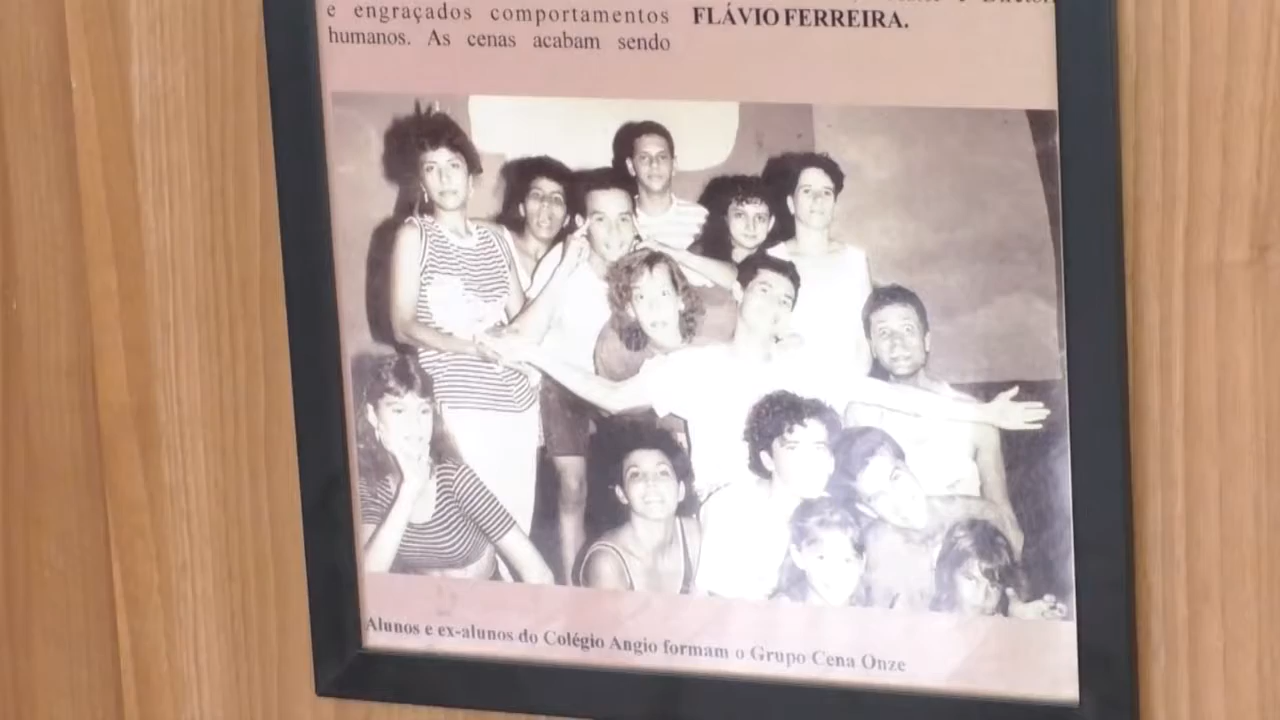 e engraçados comportamentos
humanos. As cenas acabam sendo
FLÁVIO FERREIRA.
Alunos e ex-alunos do Colégio Angio formam o Grupo Cena Onze